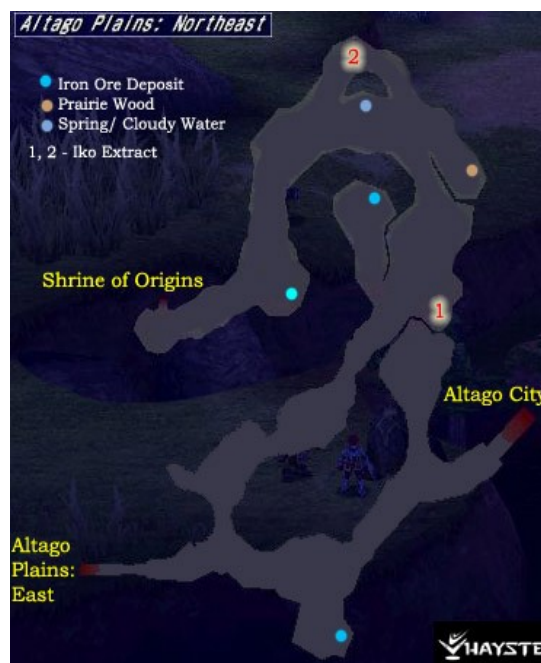 Altago Plains: Northeast
2
Iron Ore Deposit
Prairie Wood
Spring/ Cloudy Water
1, 2 - Iko Extract
Shrine of Origins
1
Altago City
Altago
Plains:
East
HAYSTE